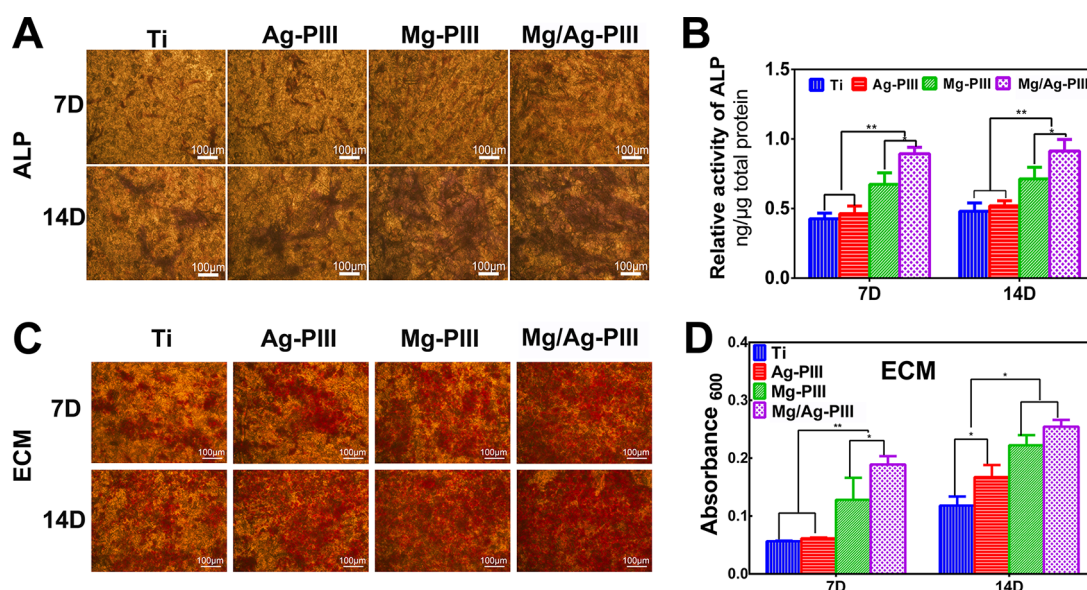 A
Ti Ag-PIII Mg-PIII Mg/Ag-PIII
ALP
7D
100μm 100μm 100μm 100μm
14D
100μm 100μm 100μm 100μm
B
Relative activity of ALP
ng/μg total protein
1.5
1.0
0.5
0.0
Ti Ag-PIII Mg-PIII Mg/Ag-PIII
** * ** *
7D 14D
C
Ti Ag-PIII Mg-PIII Mg/Ag-PIII
ECM
7D
100μm 100μm 100μm 100μm
14D
100μm 100μm 100μm 100μm
D
Absorbance 600
0.4
0.3
0.2
0.1
0.0
ECM
Ti
Ag-PIII
Mg-PIII
Mg/Ag-PIII
** * * *
7D 14D